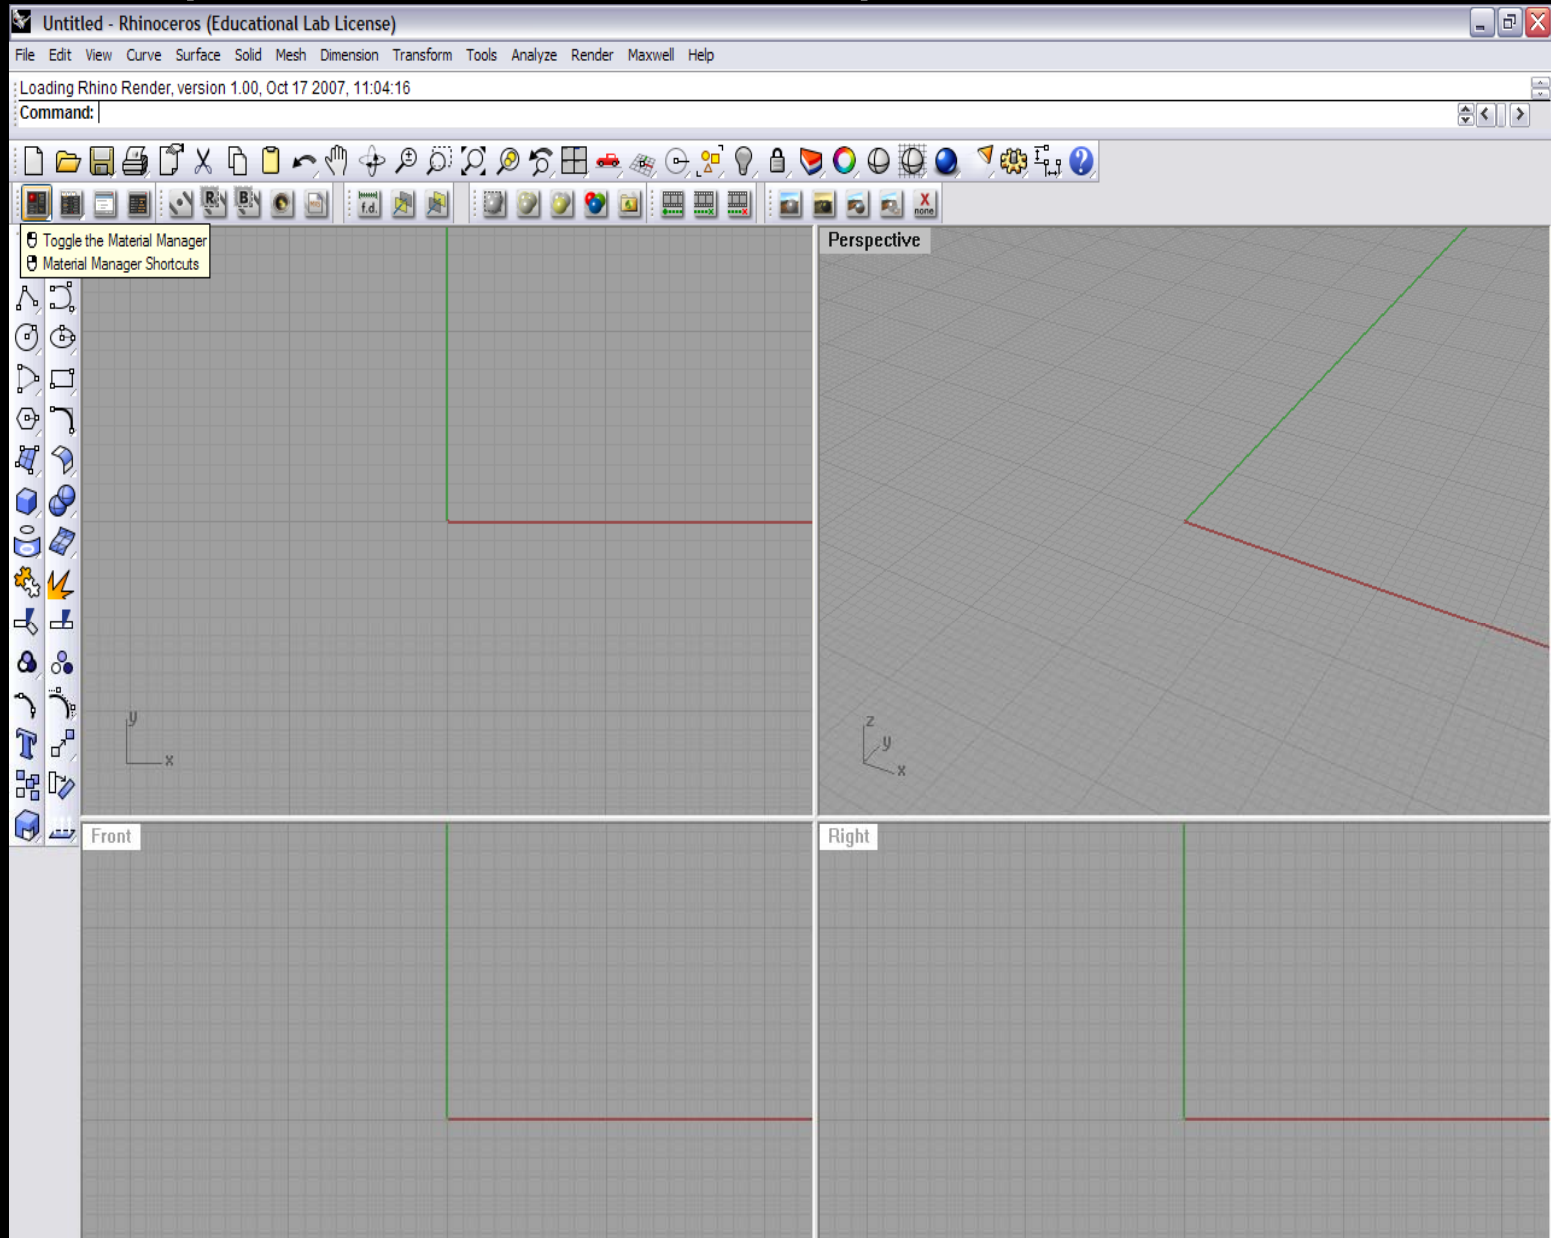 Untitled - Rhinoceros (Educational Lab License)
File Edit View Curve Surface Solid Mesh Dimension Transform Tools Analyze Render Maxwell Help
Loading Rhino Render, version 1.00, Oct 17 2007, 11:04:16
Command:
R B f.d. X none
Toggle the Material Manager
Material Manager Shortcuts
Perspective
y
x
z
y
x
Front
Right